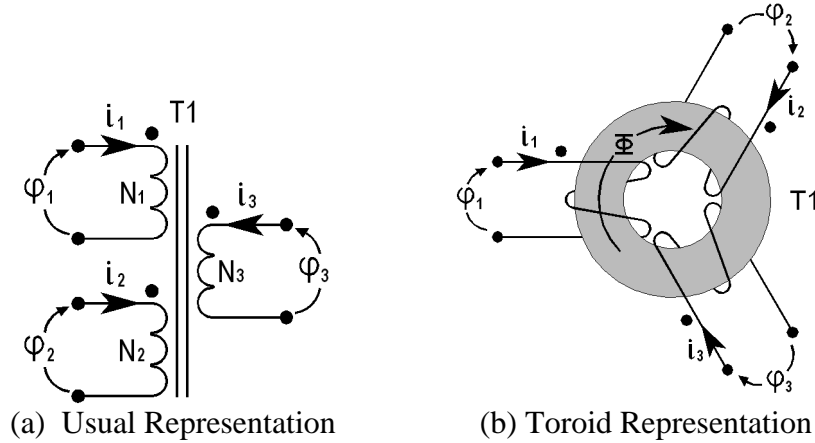 T1
i₁
φ₁
N₁
i₃
N₃
φ₃
i₂
φ₂
N₂
φ₂
i₂
i₁
Φ
φ₁
T1
i₃
φ₃
(a) Usual Representation
(b) Toroid Representation